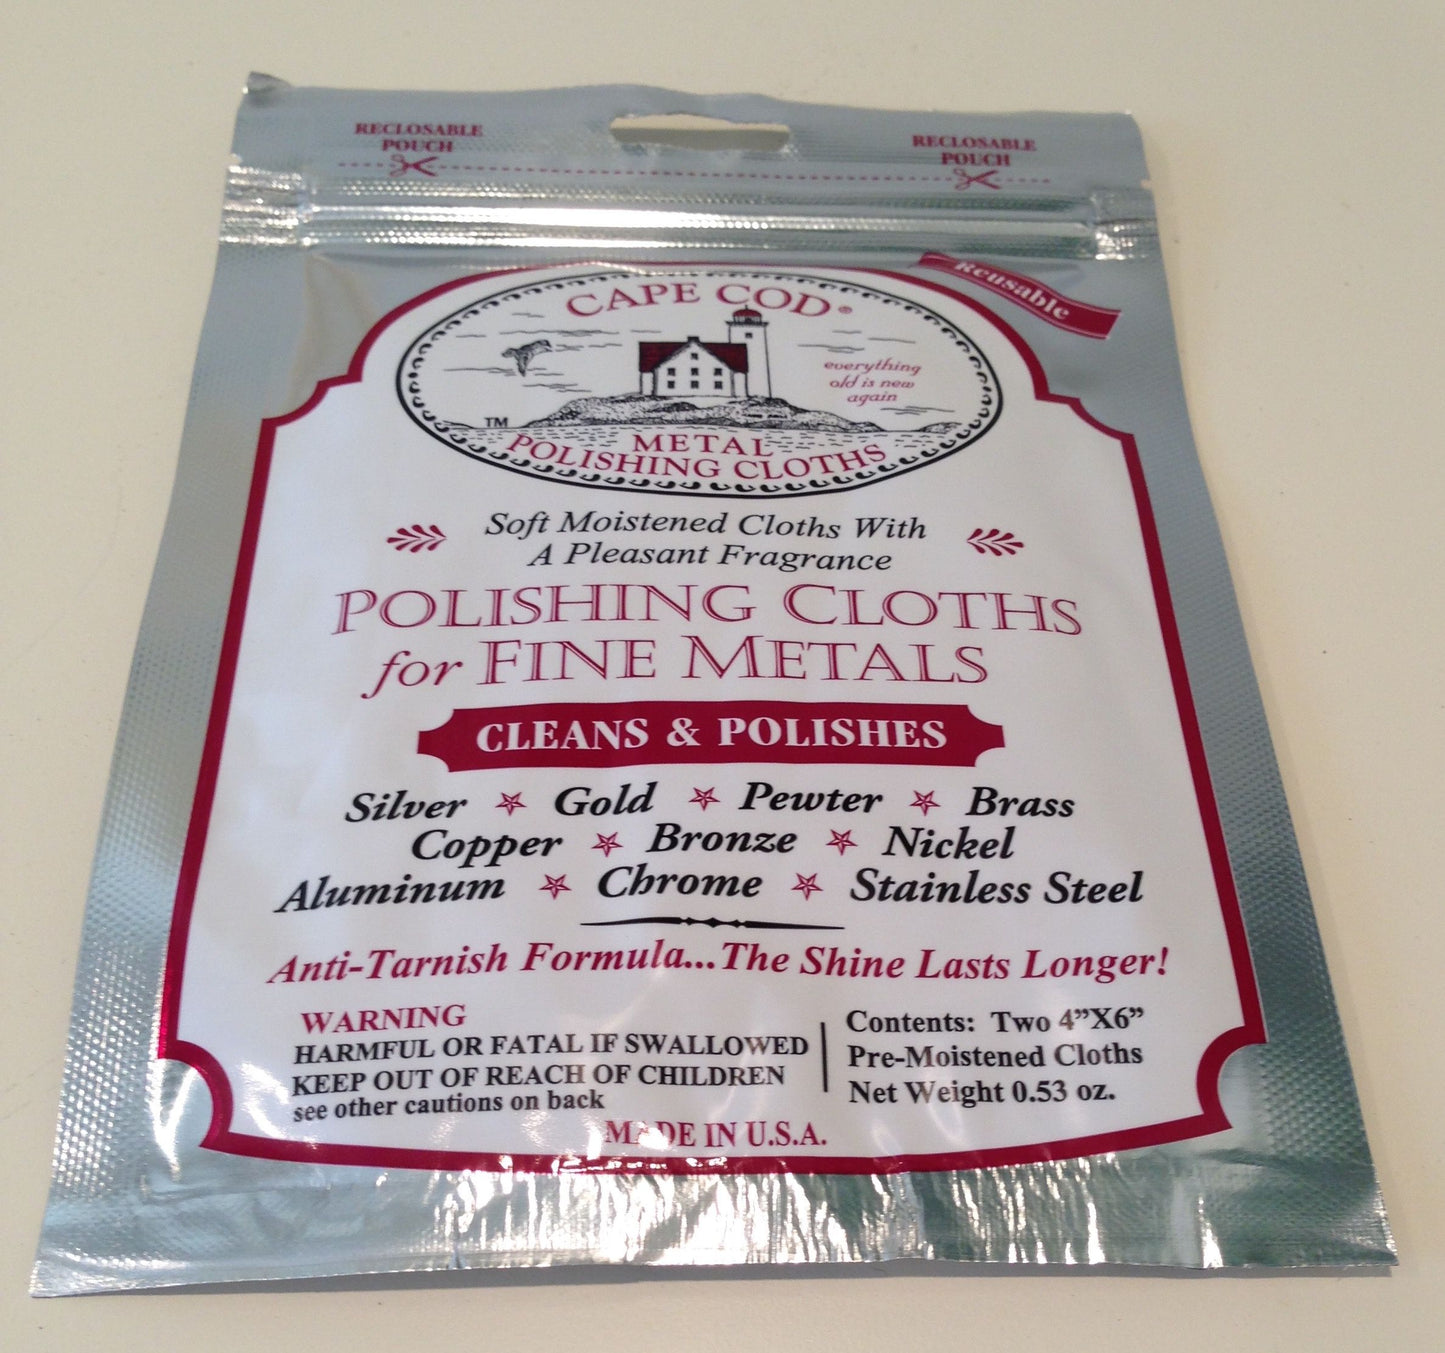 RECLOSABLE
POUCH
RECLOSABLE
POUCH
Reusable
CAPE COD®
everything
old is new
again
TM
METAL
POLISHING CLOTHS
Soft Moistened Cloths With
A Pleasant Fragrance
POLISHING CLOTHS
for FINE METALS
CLEANS & POLISHES
Silver ☆ Gold ☆ Pewter ☆ Brass
Copper ☆ Bronze ☆ Nickel
Aluminum ☆ Chrome ☆ Stainless Steel
Anti-Tarnish Formula...The Shine Lasts Longer!
WARNING
HARMFUL OR FATAL IF SWALLOWED
KEEP OUT OF REACH OF CHILDREN
see other cautions on back
Contents: Two 4”X6”
Pre-Moistened Cloths
Net Weight 0.53 oz.
MADE IN U.S.A.